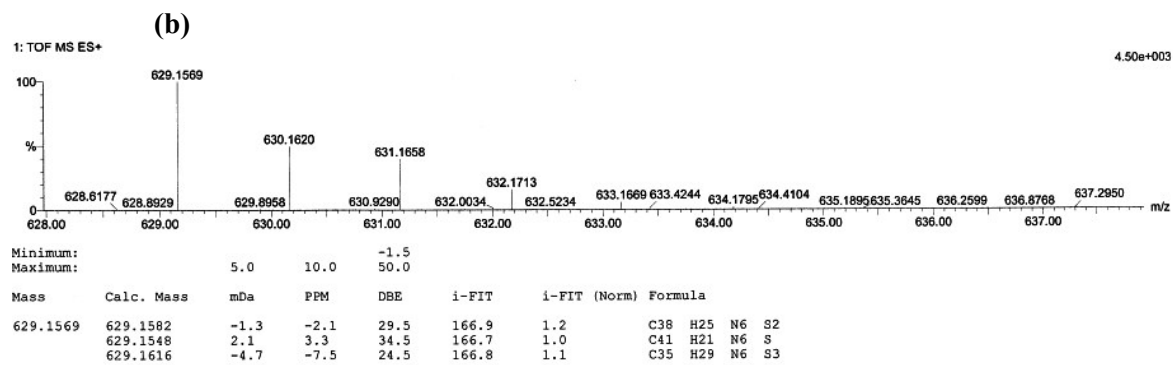 (b)
1: TOF MS ES+
4.50e+003
100
%
0
629.1569
630.1620
631.1658
632.1713
628.6177
628.8929
629.8958
630.9290
632.0034
632.5234
633.1669
633.4244
634.1795
634.4104
635.1895
635.3645
636.2599
636.8768
637.2950
m/z
628.00 629.00 630.00 631.00 632.00 633.00 634.00 635.00 636.00 637.00
Minimum: -1.5
Maximum: 5.0 10.0 50.0
Mass Calc. Mass mDa PPM DBE i-FIT i-FIT (Norm) Formula
629.1569 629.1582 -1.3 -2.1 29.5 166.9 1.2 C38 H25 N6 S2
629.1548 2.1 3.3 34.5 166.7 1.0 C41 H21 N6 S
629.1616 -4.7 -7.5 24.5 166.8 1.1 C35 H29 N6 S3